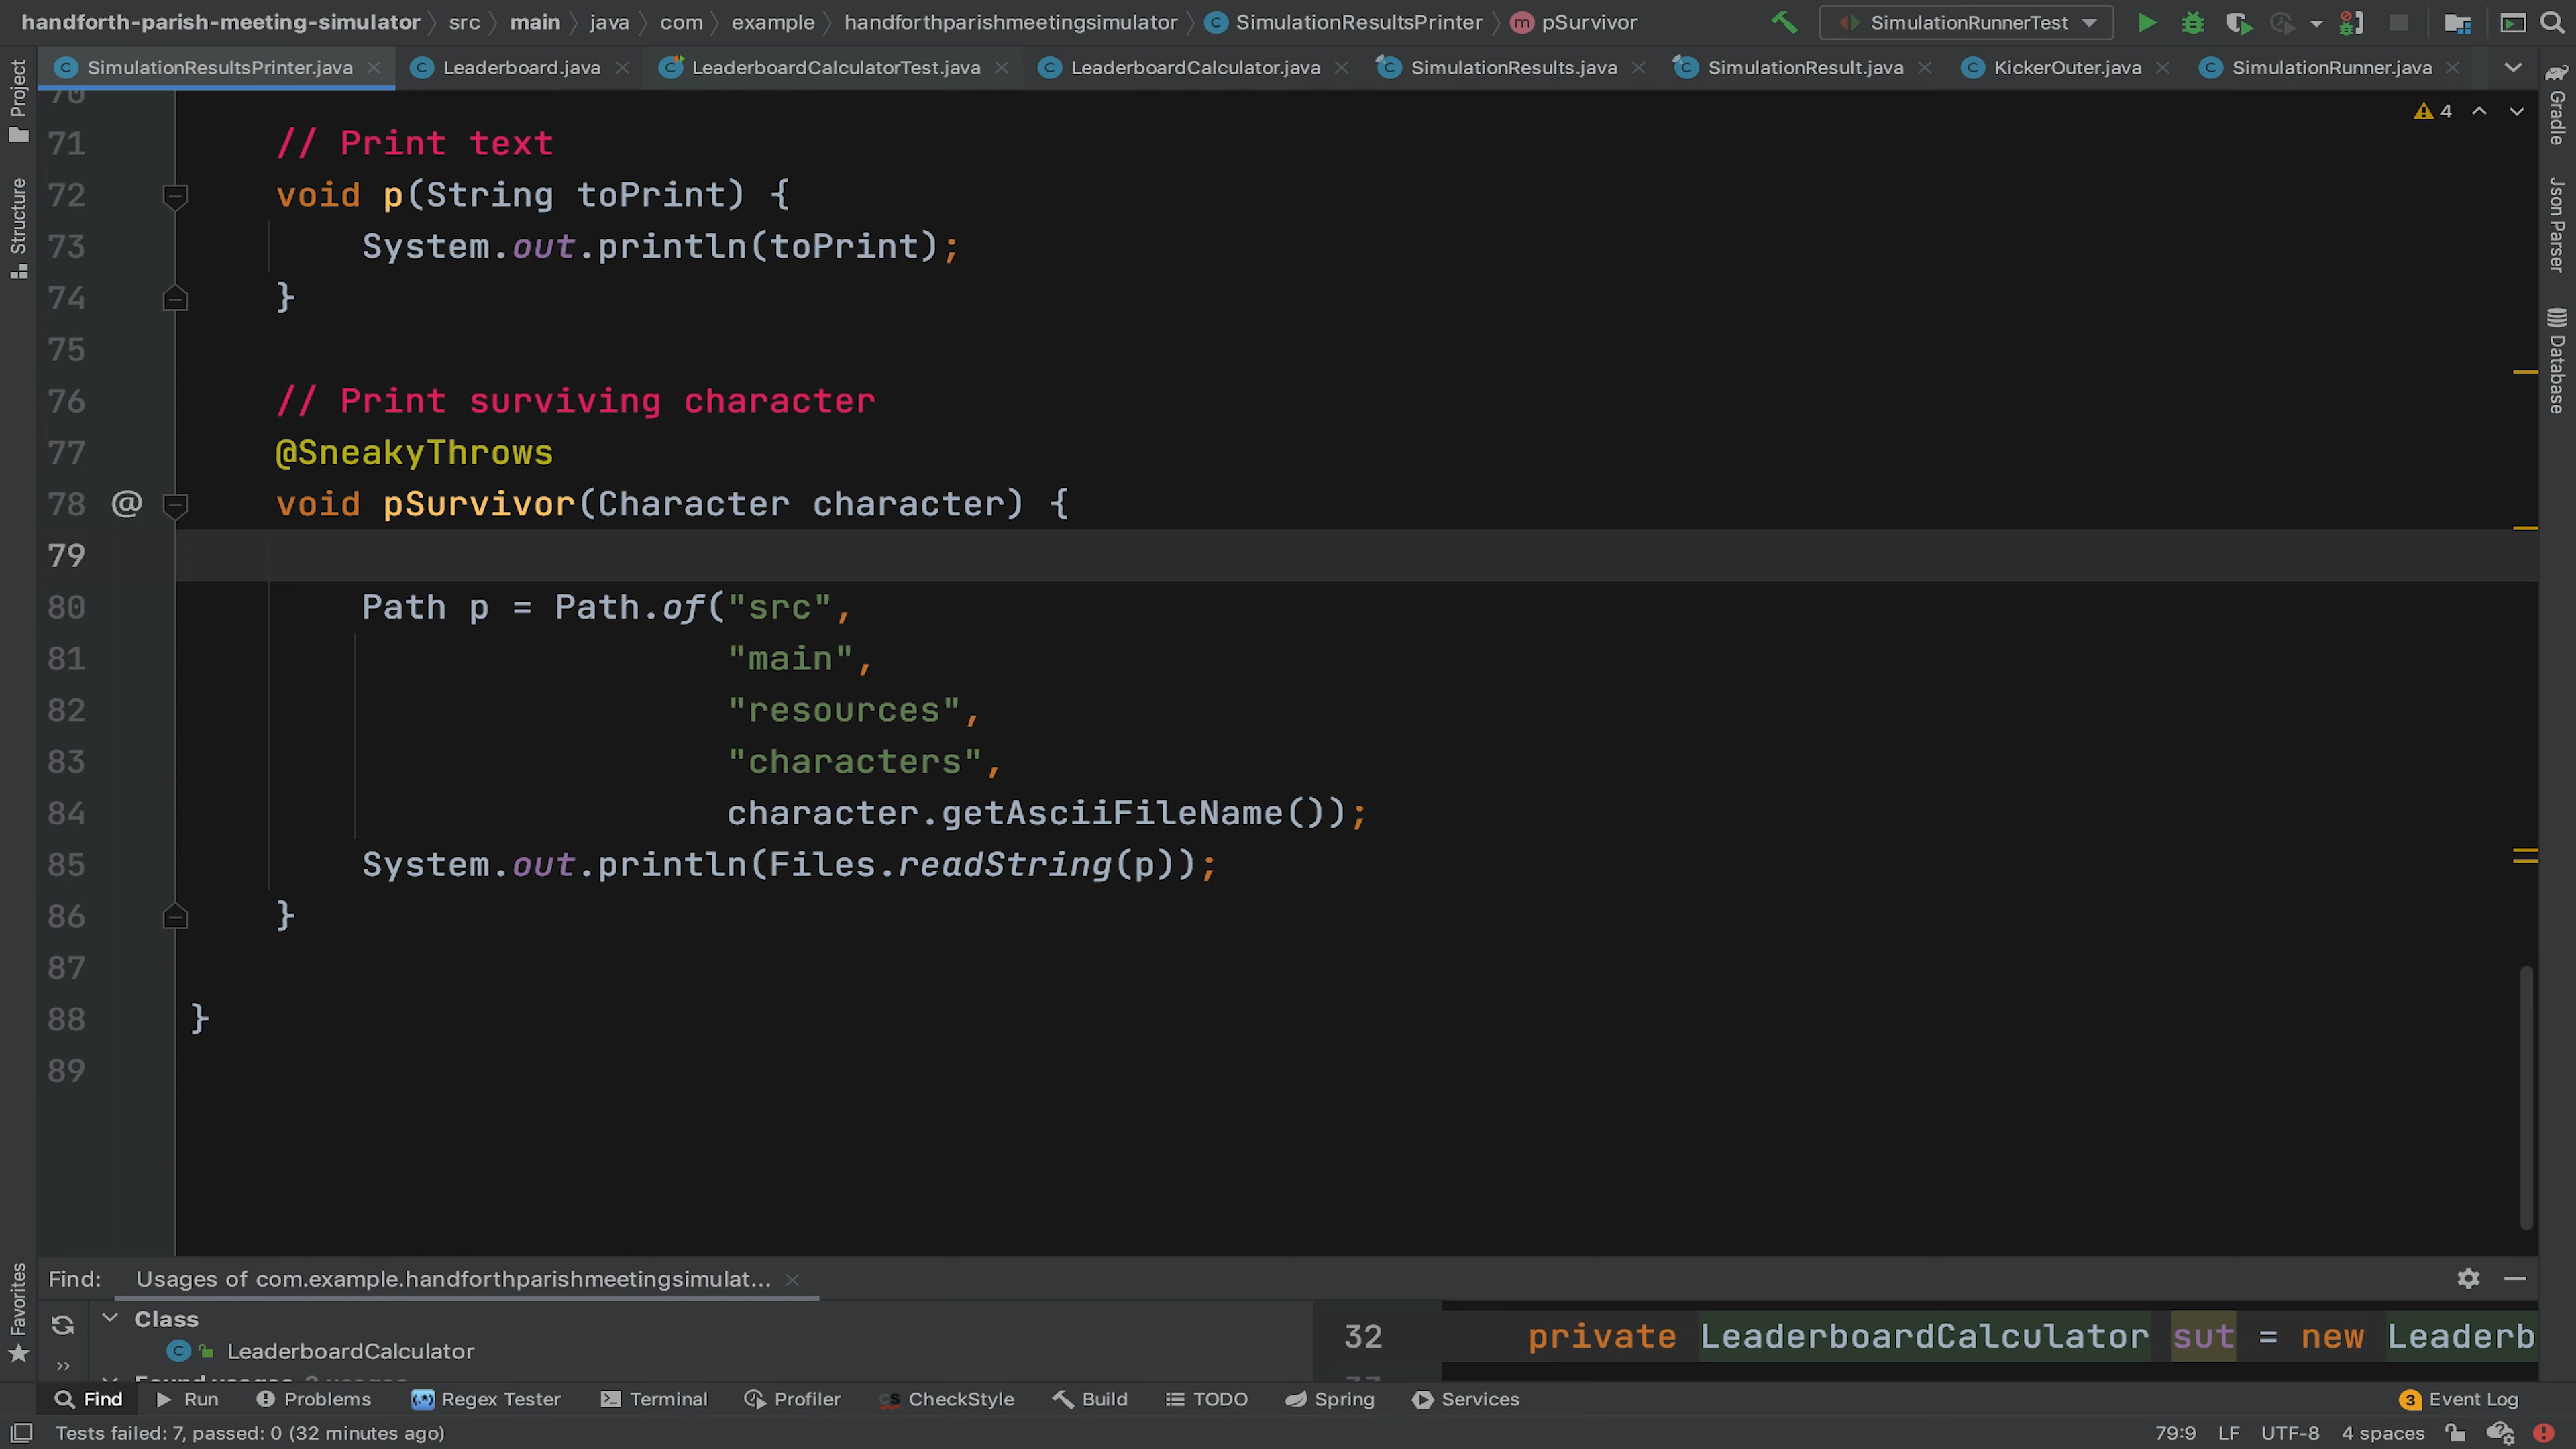 handforth-parish-meeting-simulator src main java com example handforthparishmeetingsimulator SimulationResultsPrinter pSurvivor SimulationRunnerTest
SimulationResultsPrinter.java Leaderboard.java LeaderboardCalculatorTest.java LeaderboardCalculator.java SimulationResults.java SimulationResult.java KickerOuter.java SimulationRunner.java
Project
Structure
Favorites
Gradle
Json Parser
Database
4
70
71 // Print text
72 void p(String toPrint) {
73 System.out.println(toPrint);
74 }
75
76 // Print surviving character
77 @SneakyThrows
78 @ void pSurvivor(Character character) {
79
80 Path p = Path.of("src",
81 "main",
82 "resources",
83 "characters",
84 character.getAsciiFileName());
85 System.out.println(Files.readString(p));
86 }
87
88 }
89
Find: Usages of com.example.handforthparishmeetingsimulat...
Class
LeaderboardCalculator
32 private LeaderboardCalculator sut = new Leaderb
Find Run Problems Regex Tester Terminal Profiler CheckStyle Build TODO Spring Services 3 Event Log
Tests failed: 7, passed: 0 (32 minutes ago) 79:9 LF UTF-8 4 spaces